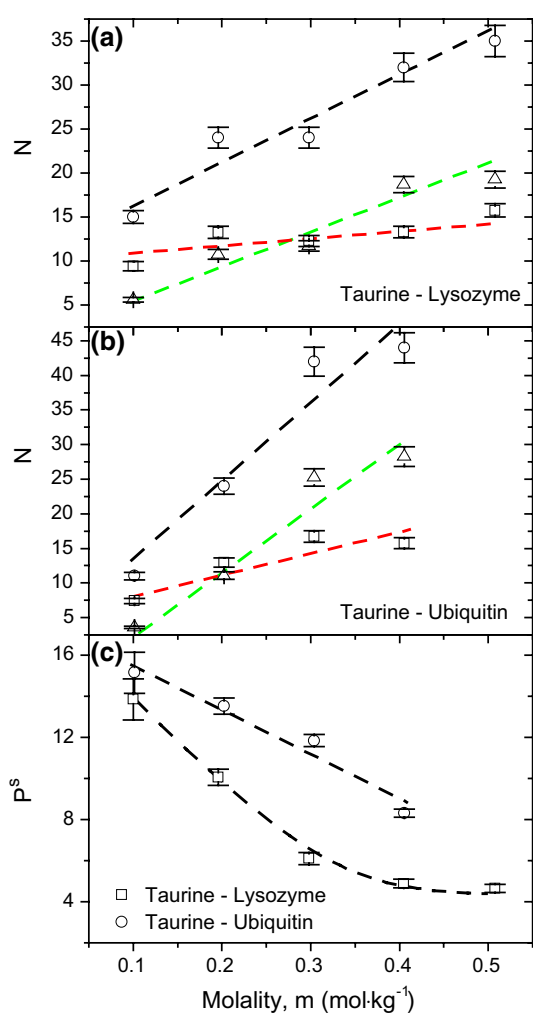 (a)
35
30
25
N
20
15
10
5
Taurine - Lysozyme
(b)
45
40
35
30
N
25
20
15
10
5
Taurine - Ubiquitin
(c)
16
12
Pˢ
8
4
Taurine - Lysozyme
Taurine - Ubiquitin
0.1 0.2 0.3 0.4 0.5
Molality, m (mol·kg⁻¹)